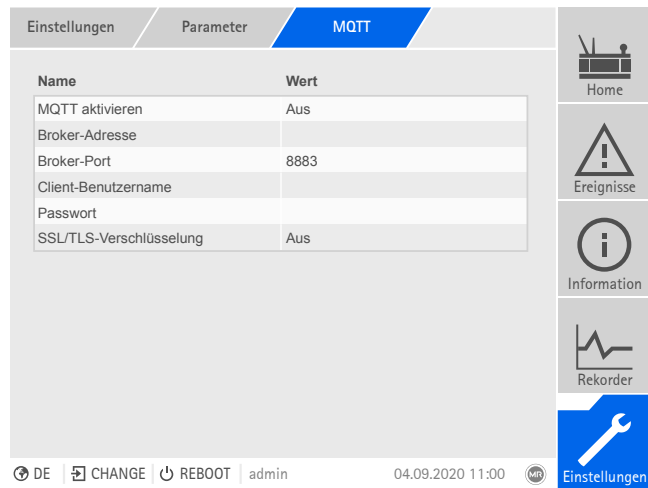 Einstellungen Parameter MQTT
Name Wert
MQTT aktivieren Aus
Broker-Adresse
Broker-Port 8883
Client-Benutzername
Passwort
SSL/TLS-Verschlüsselung Aus
Home
Ereignisse
Information
Rekorder
Einstellungen
DE CHANGE REBOOT admin 04.09.2020 11:00 MR